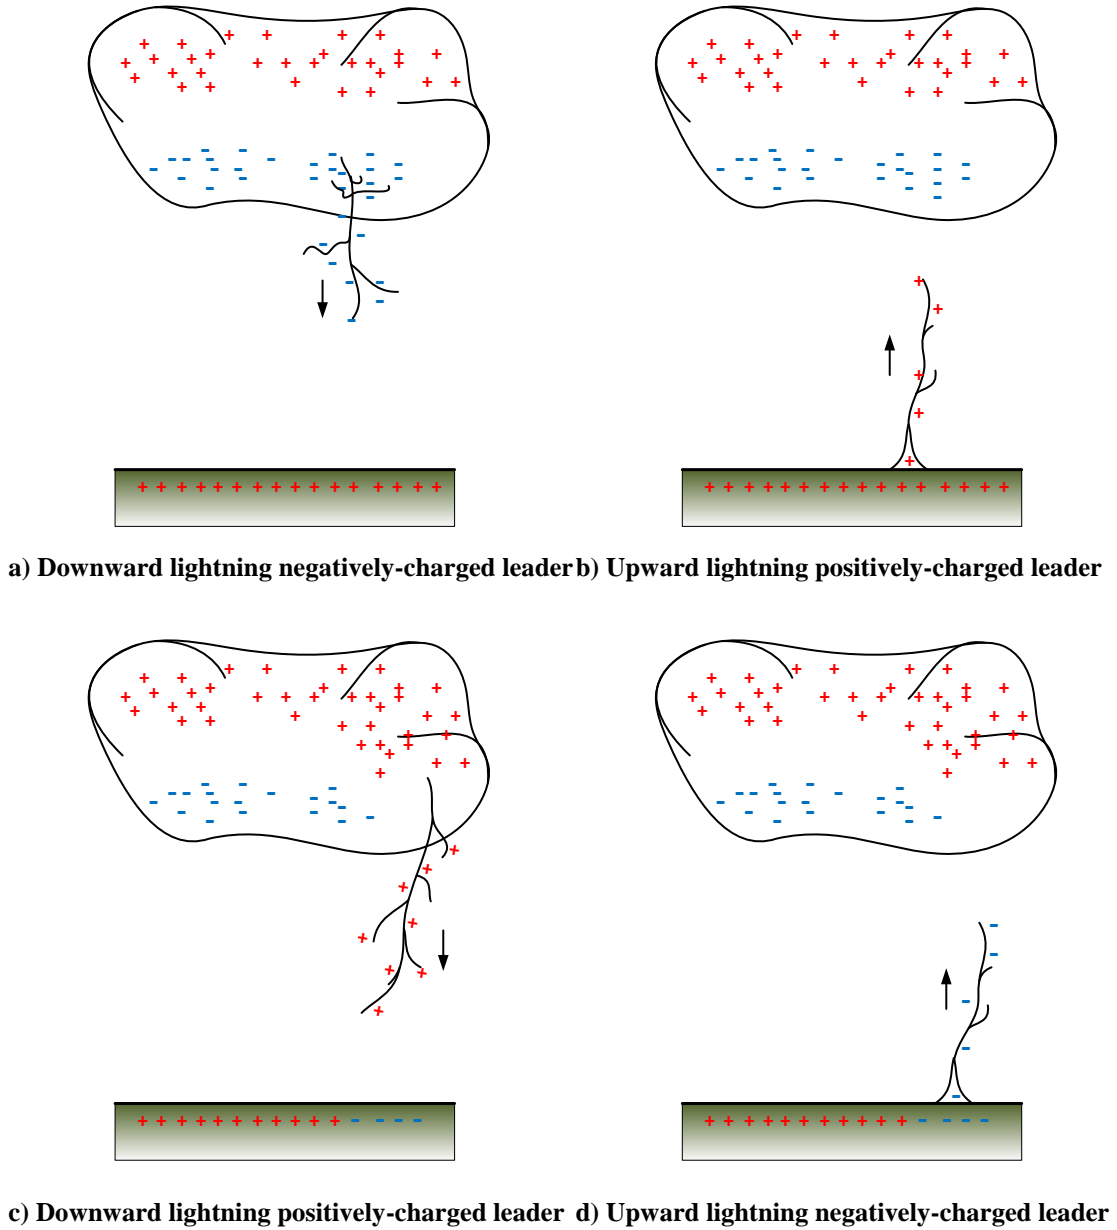 a) Downward lightning negatively-charged leader b) Upward lightning positively-charged leader
c) Downward lightning positively-charged leader d) Upward lightning negatively-charged leader